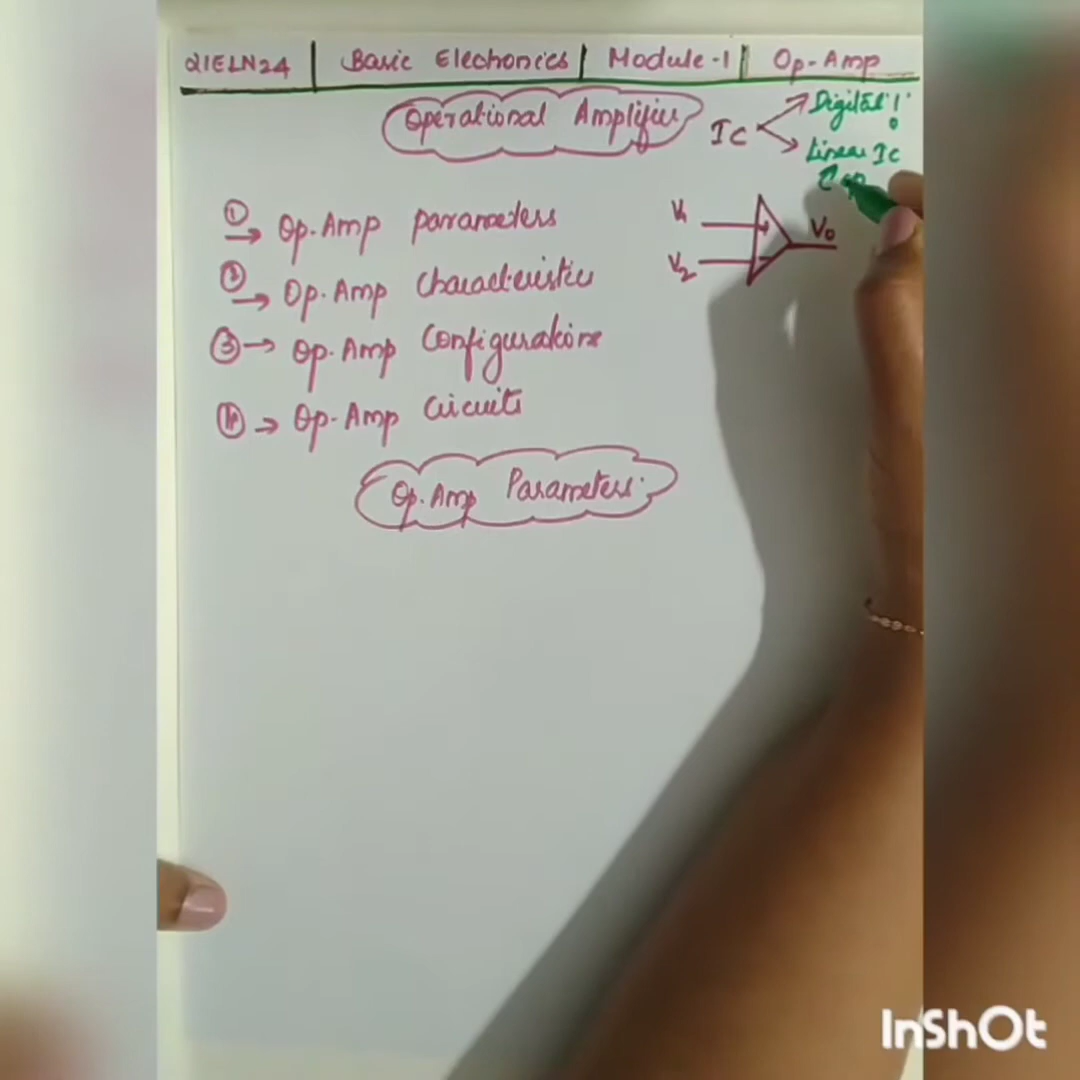 21ELN24 | Basic Electronics | Module-1 | Op-Amp
Operational Amplifier
IC
Digital
Linear Ic
① → Op-Amp parameters
V1
V2
Vo
② → Op-Amp Characteristic
③ → Op-Amp Configurations
④ → Op-Amp Circuits
Op-Amp Parameters
InShOt